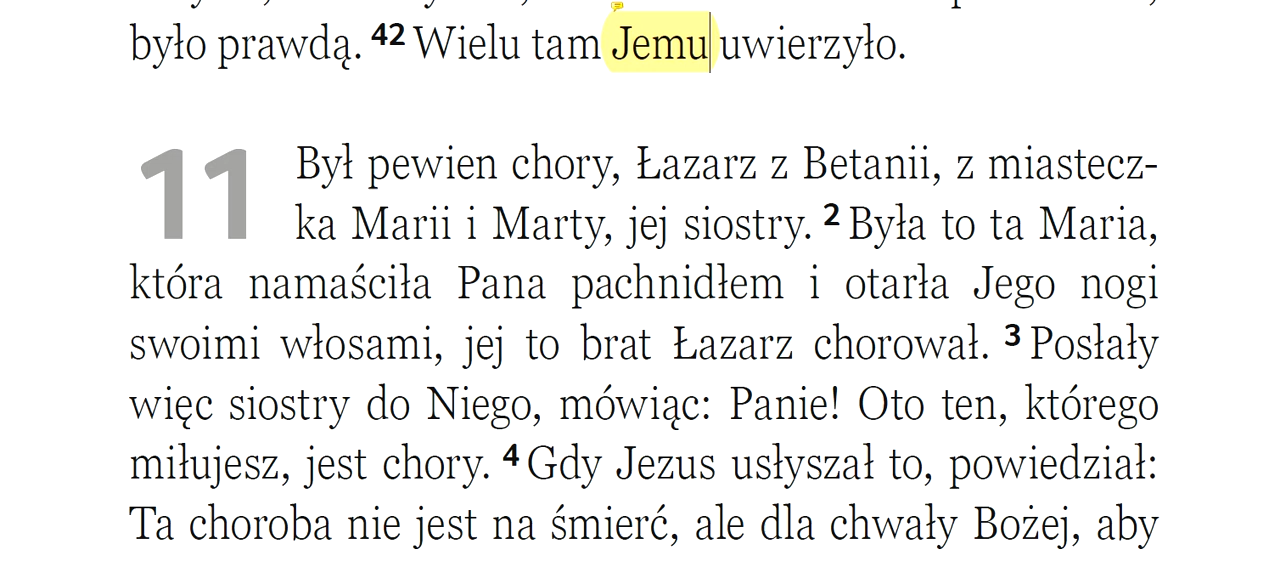 było prawdą. 42 Wielu tam Jemu uwierzyło.
11 Był pewien chory, Łazarz z Betanii, z miastecz-
ka Marii i Marty, jej siostry. 2 Była to ta Maria,
która namaściła Pana pachnidłem i otarła Jego nogi
swoimi włosami, jej to brat Łazarz chorował. 3 Posłały
więc siostry do Niego, mówiąc: Panie! Oto ten, którego
miłujesz, jest chory. 4 Gdy Jezus usłyszał to, powiedział:
Ta choroba nie jest na śmierć, ale dla chwały Bożej, aby